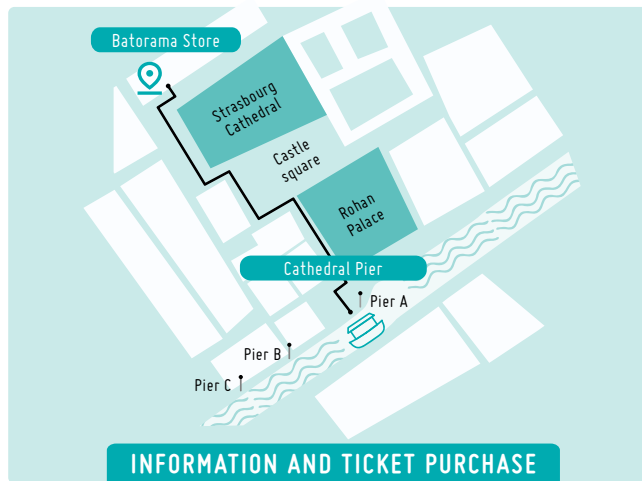 Batorama Store
Strasbourg
Cathedral
Castle
square
Rohan
Palace
Cathedral Pier
Pier A
Pier B
Pier C
INFORMATION AND TICKET PURCHASE